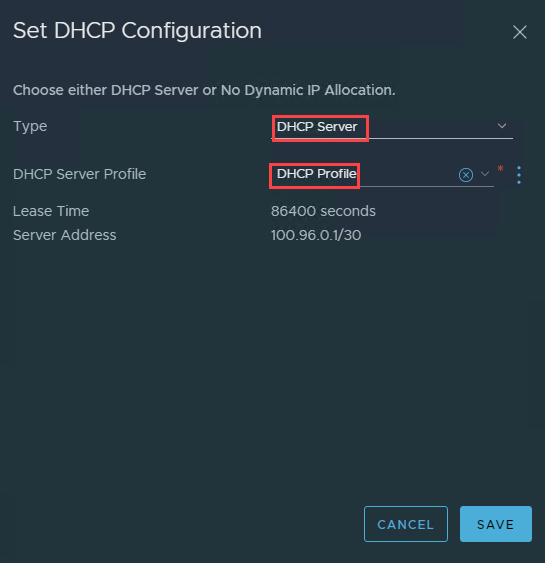 Set DHCP Configuration
Choose either DHCP Server or No Dynamic IP Allocation.
Type DHCP Server
DHCP Server Profile DHCP Profile *
Lease Time 86400 seconds
Server Address 100.96.0.1/30
CANCEL SAVE